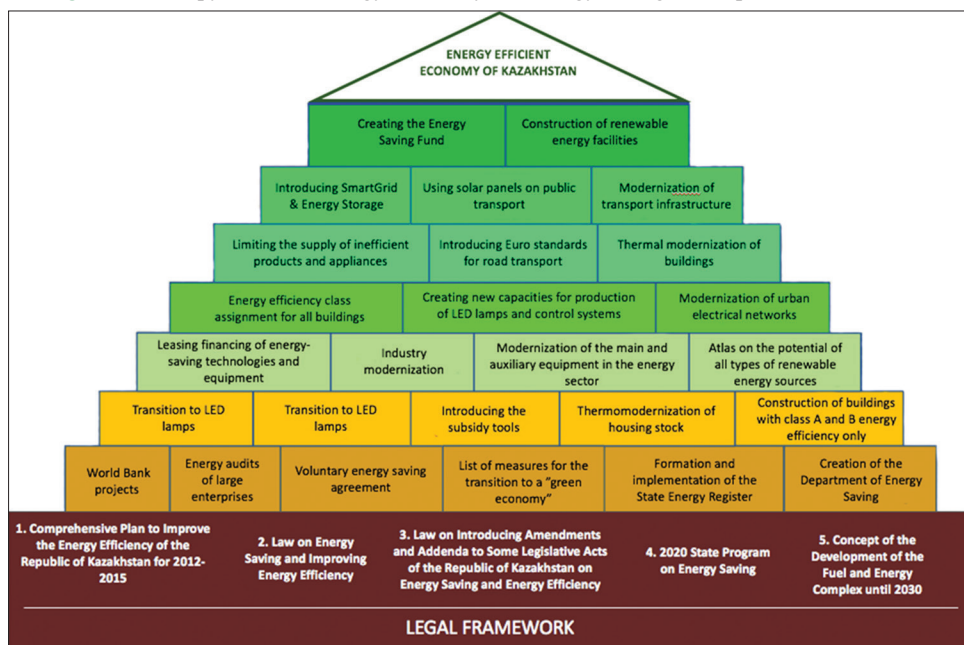 ENERGY EFFICIENT
ECONOMY OF KAZAKHSTAN
Creating the Energy
Saving Fund
Construction of renewable
energy facilities
Introducing SmartGrid
& Energy Storage
Using solar panels on public
transport
Modernization of
transport infrastructure
Limiting the supply of inefficient
products and appliances
Introducing Euro standards
for road transport
Thermal modernization of
buildings
Energy efficiency class
assignment for all buildings
Creating new capacities for production
of LED lamps and control systems
Modernization of urban
electrical networks
Leasing financing of energy-
saving technologies and
equipment
Industry
modernization
Modernization of the main and
auxiliary equipment in the energy
sector
Atlas on the potential of
all types of renewable
energy sources
Transition to LED
lamps
Transition to LED
lamps
Introducing the
subsidy tools
Thermomodernization of
housing stock
Construction of buildings
with class A and B energy
efficiency only
World Bank
projects
Energy audits
of large
enterprises
Voluntary energy saving
agreement
List of measures for the
transition to a "green
economy"
Formation and
implementation of the
State Energy Register
Creation of the
Department of Energy
Saving
1. Comprehensive Plan to Improve
the Energy Efficiency of the
Republic of Kazakhstan for 2012-
2015
2. Law on Energy
Saving and Improving
Energy Efficiency
3. Law on Introducing Amendments
and Addenda to Some Legislative Acts
of the Republic of Kazakhstan on
Energy Saving and Energy Efficiency
4. 2020 State Program
on Energy Saving
5. Concept of the
Development of the
Fuel and Energy
Complex until 2030
LEGAL FRAMEWORK